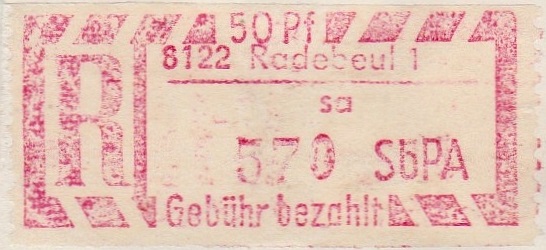 50 Pf
8122 Radebeul 1
sa
R
570 SbPA
Gebühr bezahlt